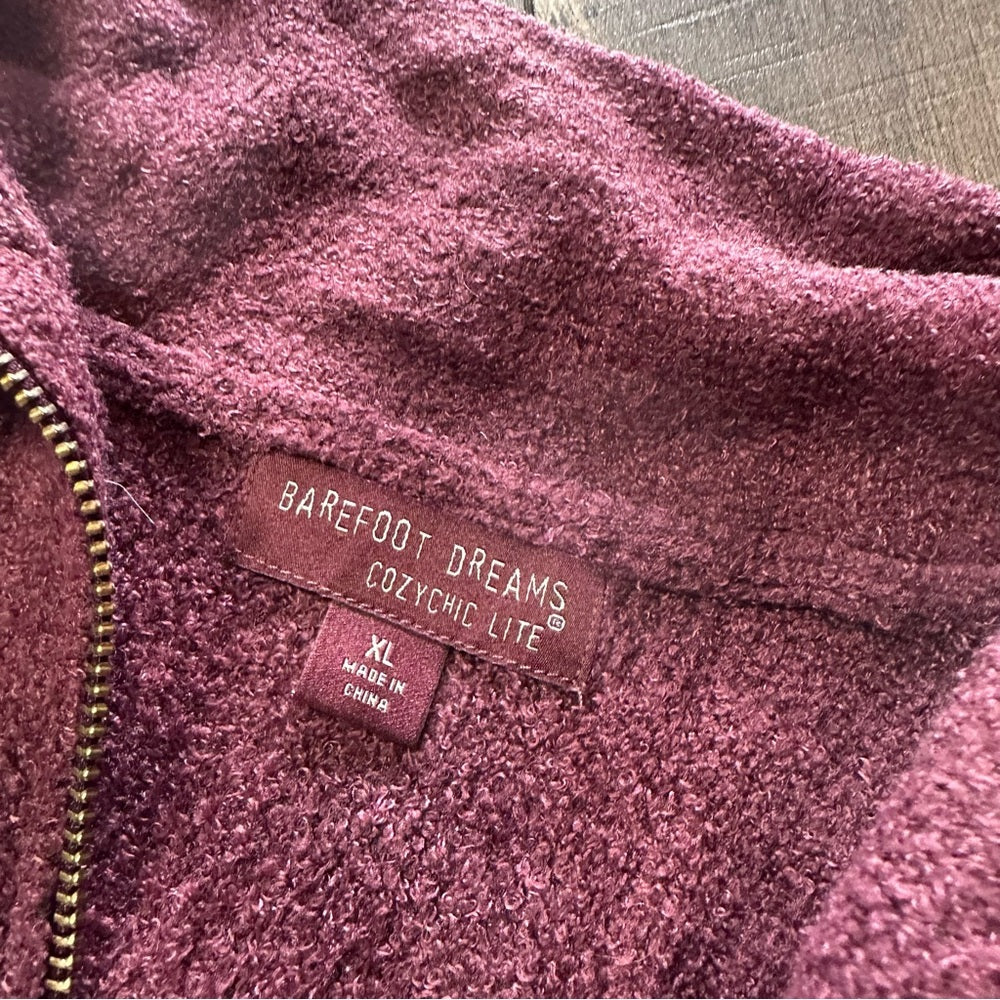 BAREFOOT DREAMS®
COZYCHIC LITE
XL
MADE IN
CHINA